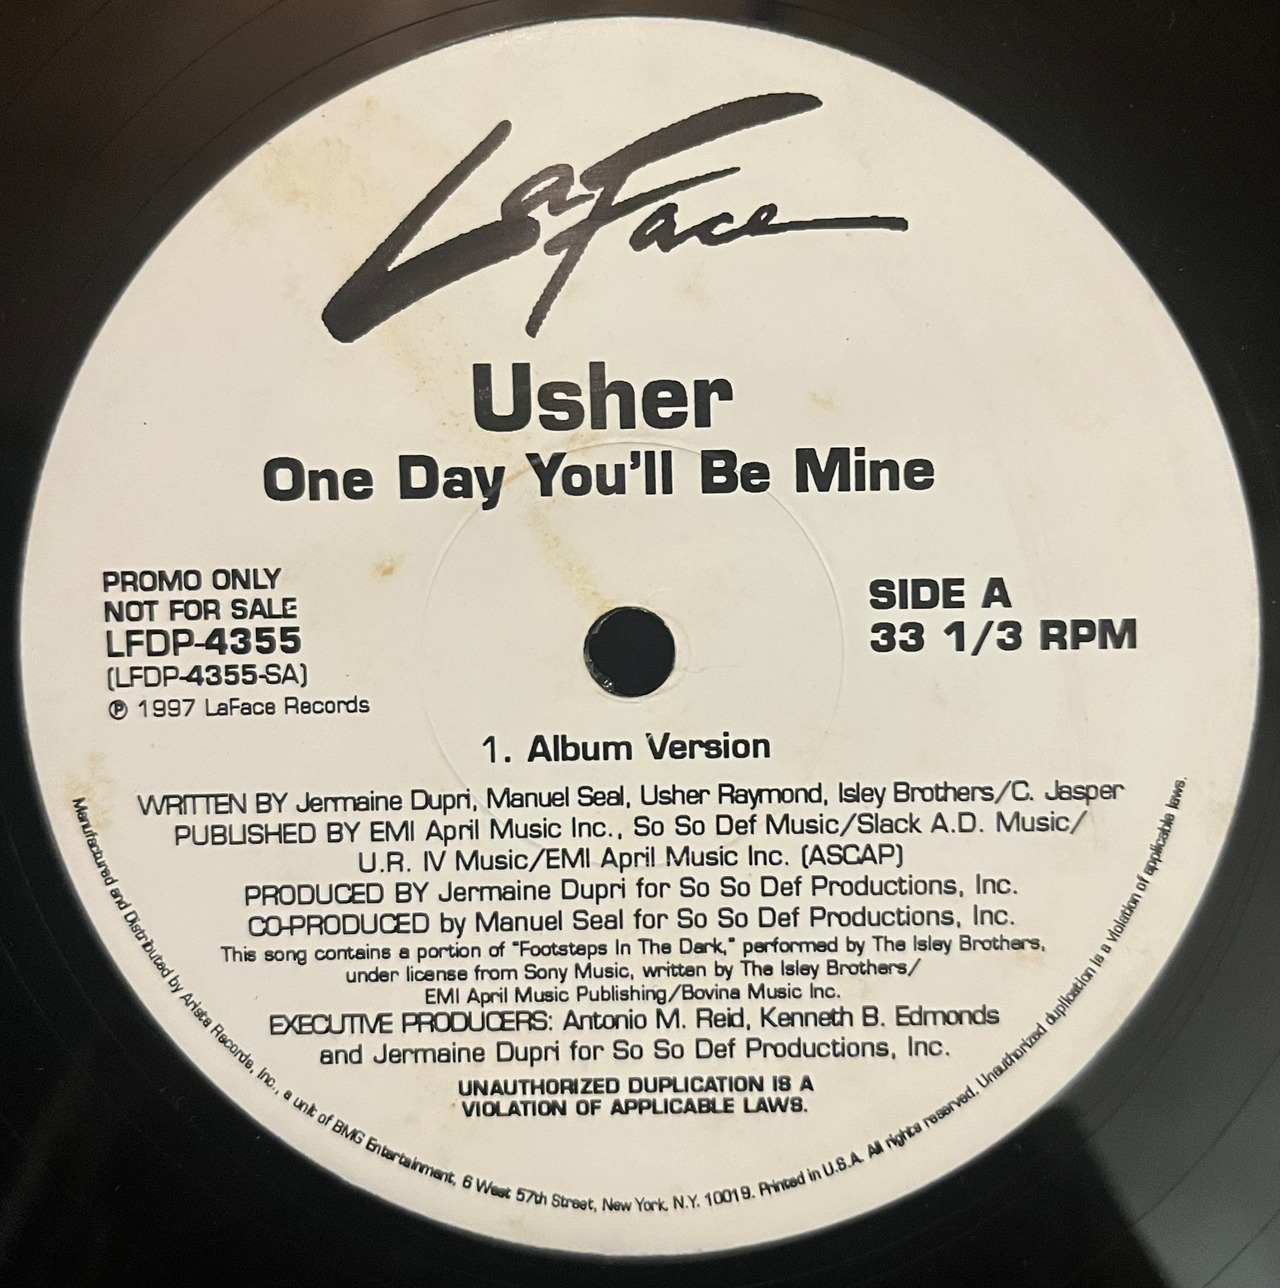 LaFace
Usher
One Day You'll Be Mine
PROMO ONLY
NOT FOR SALE
LFDP-4355
(LFDP-4355-SA)
℗ 1997 LaFace Records
SIDE A
33 1/3 RPM
1. Album Version
WRITTEN BY Jermaine Dupri, Manuel Seal, Usher Raymond, Isley Brothers/C. Jasper
PUBLISHED BY EMI April Music Inc., So So Def Music/Slack A.D. Music/
U.R. IV Music/EMI April Music Inc. (ASCAP)
PRODUCED BY Jermaine Dupri for So So Def Productions, Inc.
CO-PRODUCED by Manuel Seal for So So Def Productions, Inc.
This song contains a portion of "Footsteps In The Dark," performed by The Isley Brothers,
under license from Sony Music, written by The Isley Brothers/
EMI April Music Publishing/Bovina Music Inc.
EXECUTIVE PRODUCERS: Antonio M. Reid, Kenneth B. Edmonds
and Jermaine Dupri for So So Def Productions, Inc.
UNAUTHORIZED DUPLICATION IS A
VIOLATION OF APPLICABLE LAWS.
Manufactured and Distributed by Arista Records, Inc., a unit of BMG Entertainment, 6 West 57th Street, New York, N.Y. 10019. Printed in U.S.A. All rights reserved. Unauthorized duplication is a violation of applicable laws.